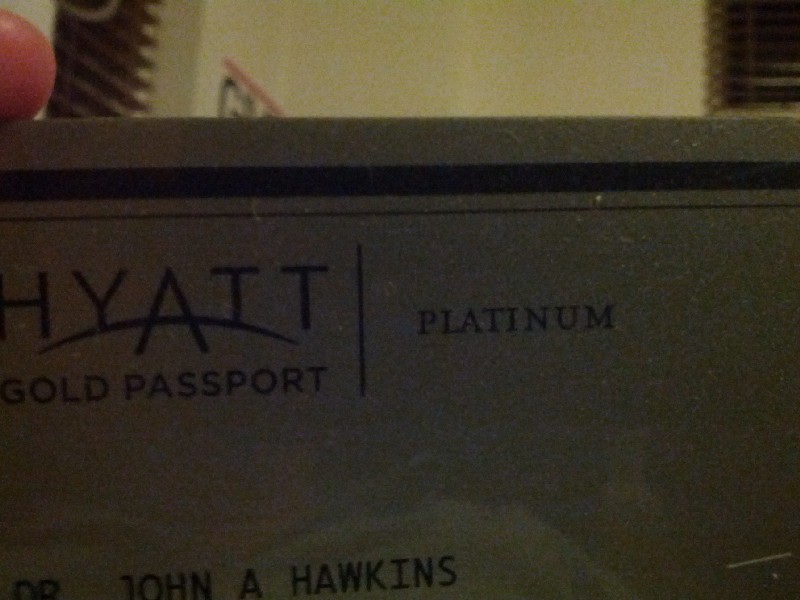 HYATT
GOLD PASSPORT
PLATINUM
DR JOHN A HAWKINS